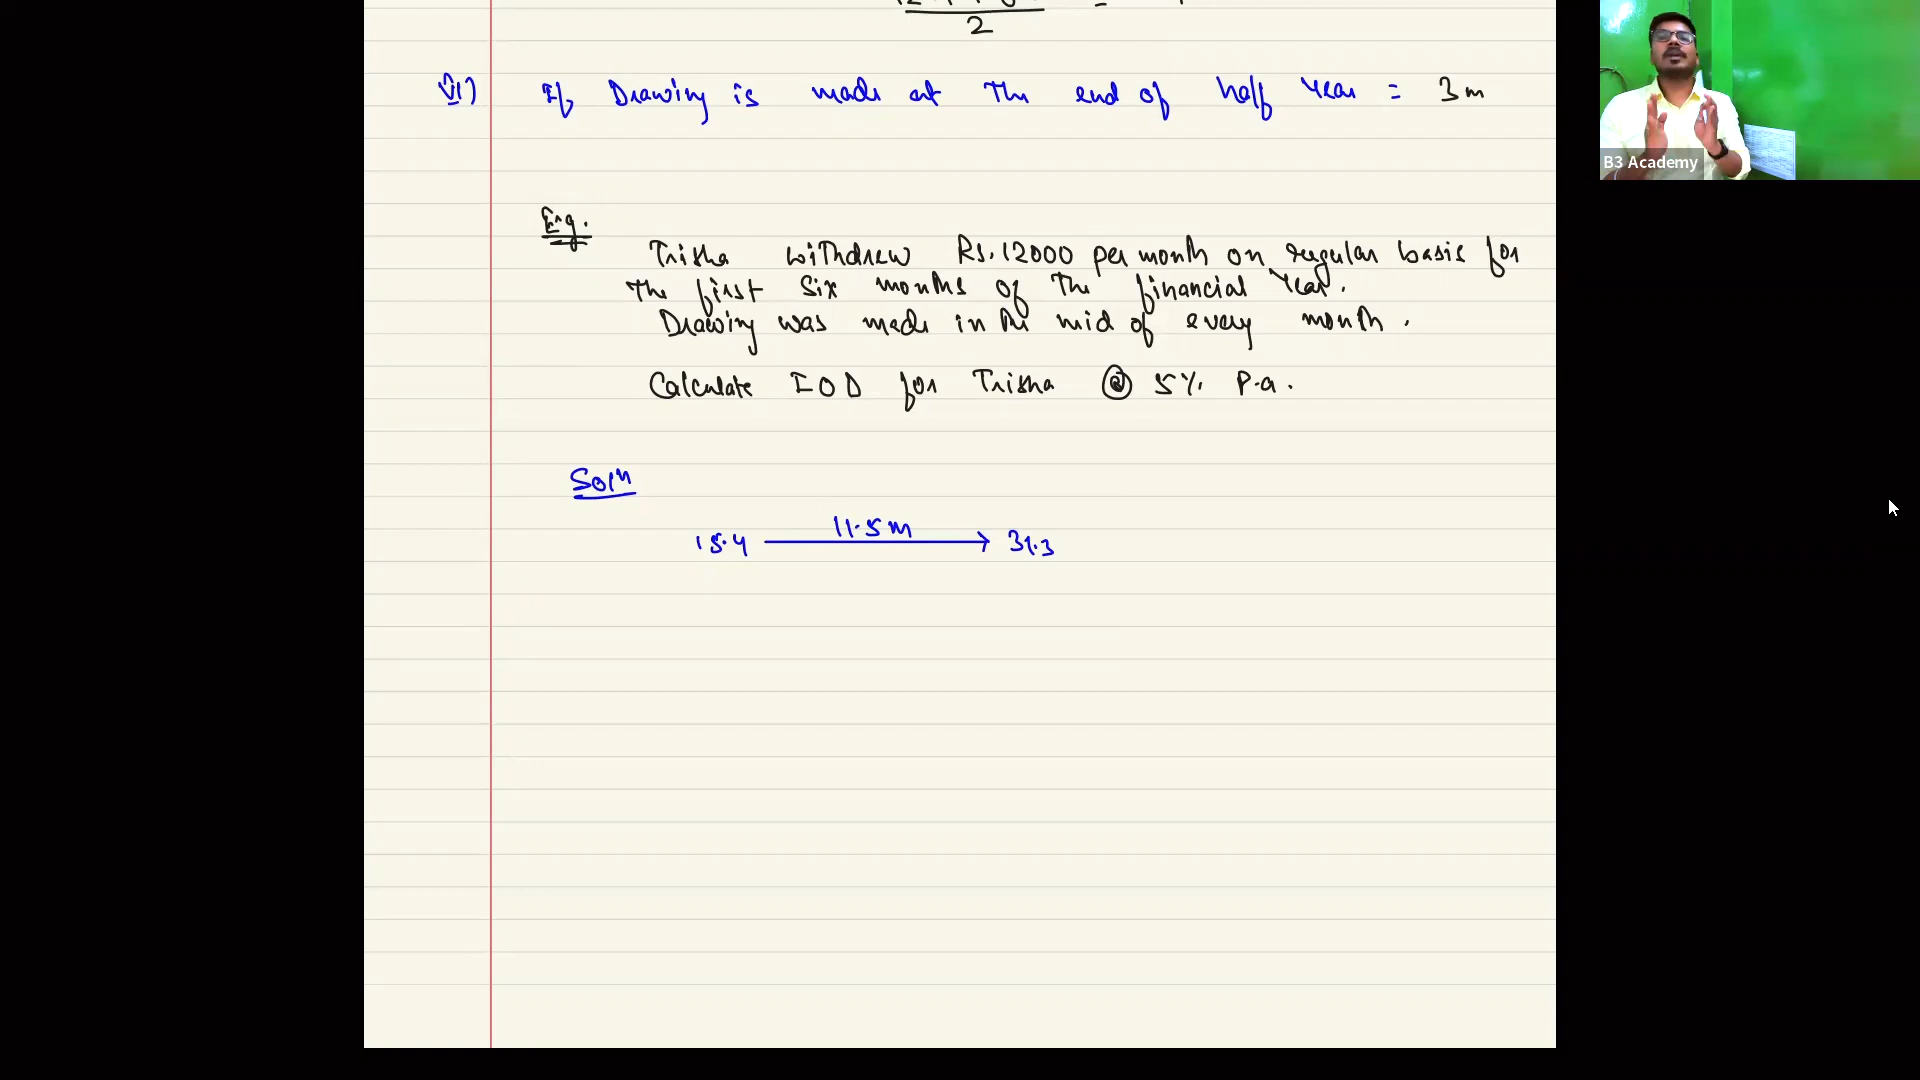 2
VI) If Drawing is made at the end of half Year = 3m
B3 Academy
E.g.
Trisha withdrew Rs.12000 per month on regular basis for
the first six months of the financial Year.
Drawing was made in the mid of every month.
Calculate IOD for Trisha @ 5% P.a.
Soln
15.4 11.5m 31.3